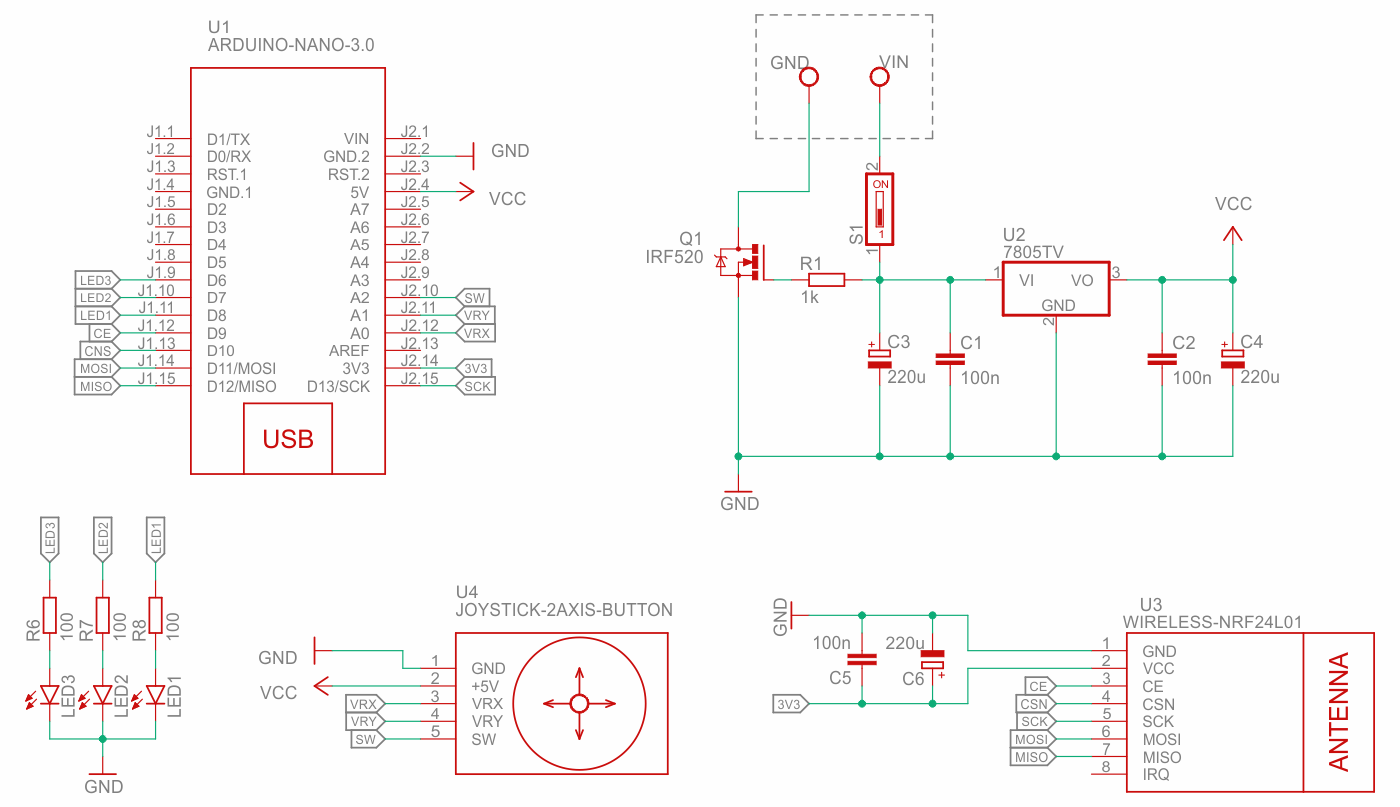 U1
ARDUINO-NANO-3.0
J1.1 D1/TX VIN J2.1
J1.2 D0/RX GND.2 J2.2 GND
J1.3 RST.1 RST.2 J2.3
J1.4 GND.1 5V J2.4 VCC
J1.5 D2 A7 J2.5
J1.6 D3 A6 J2.6
J1.7 D4 A5 J2.7
J1.8 D5 A4 J2.8
LED3 J1.9 D6 A3 J2.9
LED2 J1.10 D7 A2 J2.10 SW
LED1 J1.11 D8 A1 J2.11 VRY
CE J1.12 D9 A0 J2.12 VRX
CNS J1.13 D10 AREF J2.13
MOSI J1.14 D11/MOSI 3V3 J2.14 3V3
MISO J1.15 D12/MISO D13/SCK J2.15 SCK
USB
GND VIN
2
ON
1
S1
1
Q1
IRF520
R1
1k
U2
7805TV
1 VI VO 3
GND
2
VCC
C3
220u
C1
100n
C2
100n
C4
220u
GND
LED3 LED2 LED1
R6 100 R7 100 R8 100
LED3 LED2 LED1
GND
U4
JOYSTICK-2AXIS-BUTTON
GND 1 GND
VCC 2 +5V
VRX 3 VRX
VRY 4 VRY
SW 5 SW
GND
100n 220u
C5 C6
3V3
U3
WIRELESS-NRF24L01
1 GND
2 VCC
CE 3 CE
CSN 4 CSN
SCK 5 SCK
MOSI 6 MOSI
MISO 7 MISO
8 IRQ
ANTENNA